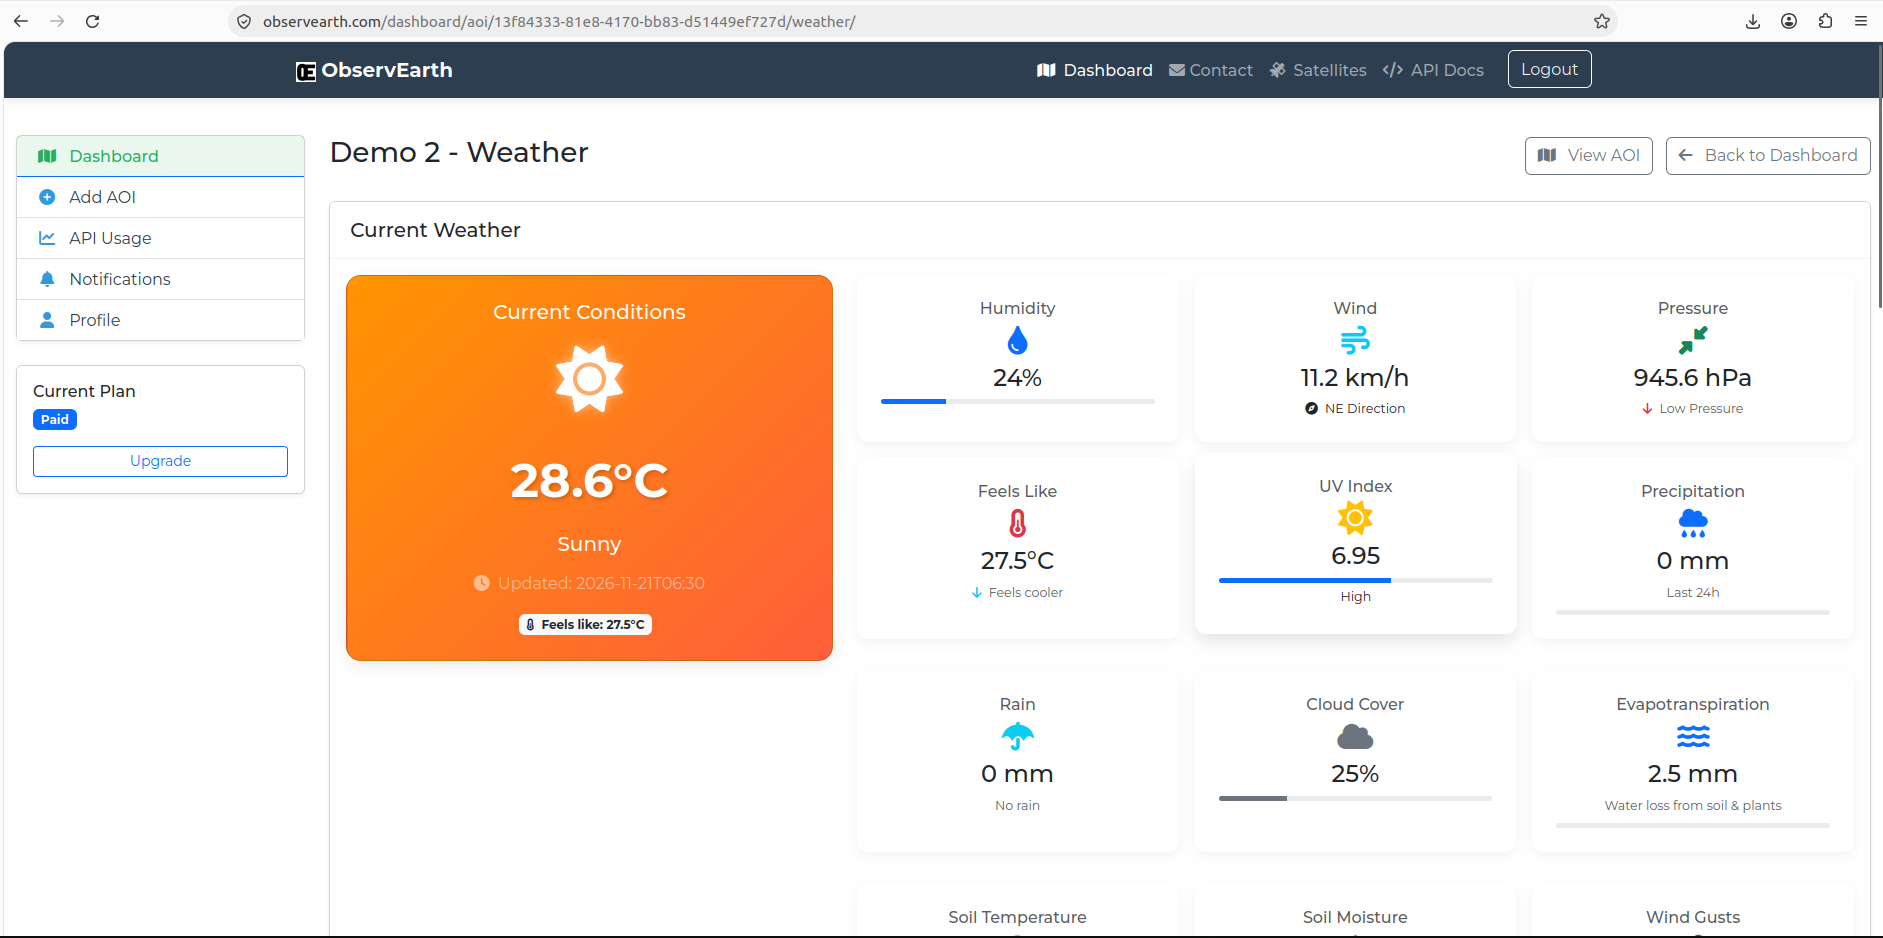 observearth.com/dashboard/aoi/13f84333-81e8-4170-bb83-d51449ef727d/weather/
OE ObservEarth
Dashboard
Contact
Satellites
API Docs
Logout
Dashboard
Add AOI
API Usage
Notifications
Profile
Current Plan
Paid
Upgrade
Demo 2 - Weather
View AOI
Back to Dashboard
Current Weather
Current Conditions
28.6°C
Sunny
Updated: 2026-11-21T06:30
Feels like: 27.5°C
Humidity
24%
Wind
11.2 km/h
NE Direction
Pressure
945.6 hPa
Low Pressure
Feels Like
27.5°C
Feels cooler
UV Index
6.95
High
Precipitation
0 mm
Last 24h
Rain
0 mm
No rain
Cloud Cover
25%
Evapotranspiration
2.5 mm
Water loss from soil & plants
Soil Temperature
Soil Moisture
Wind Gusts